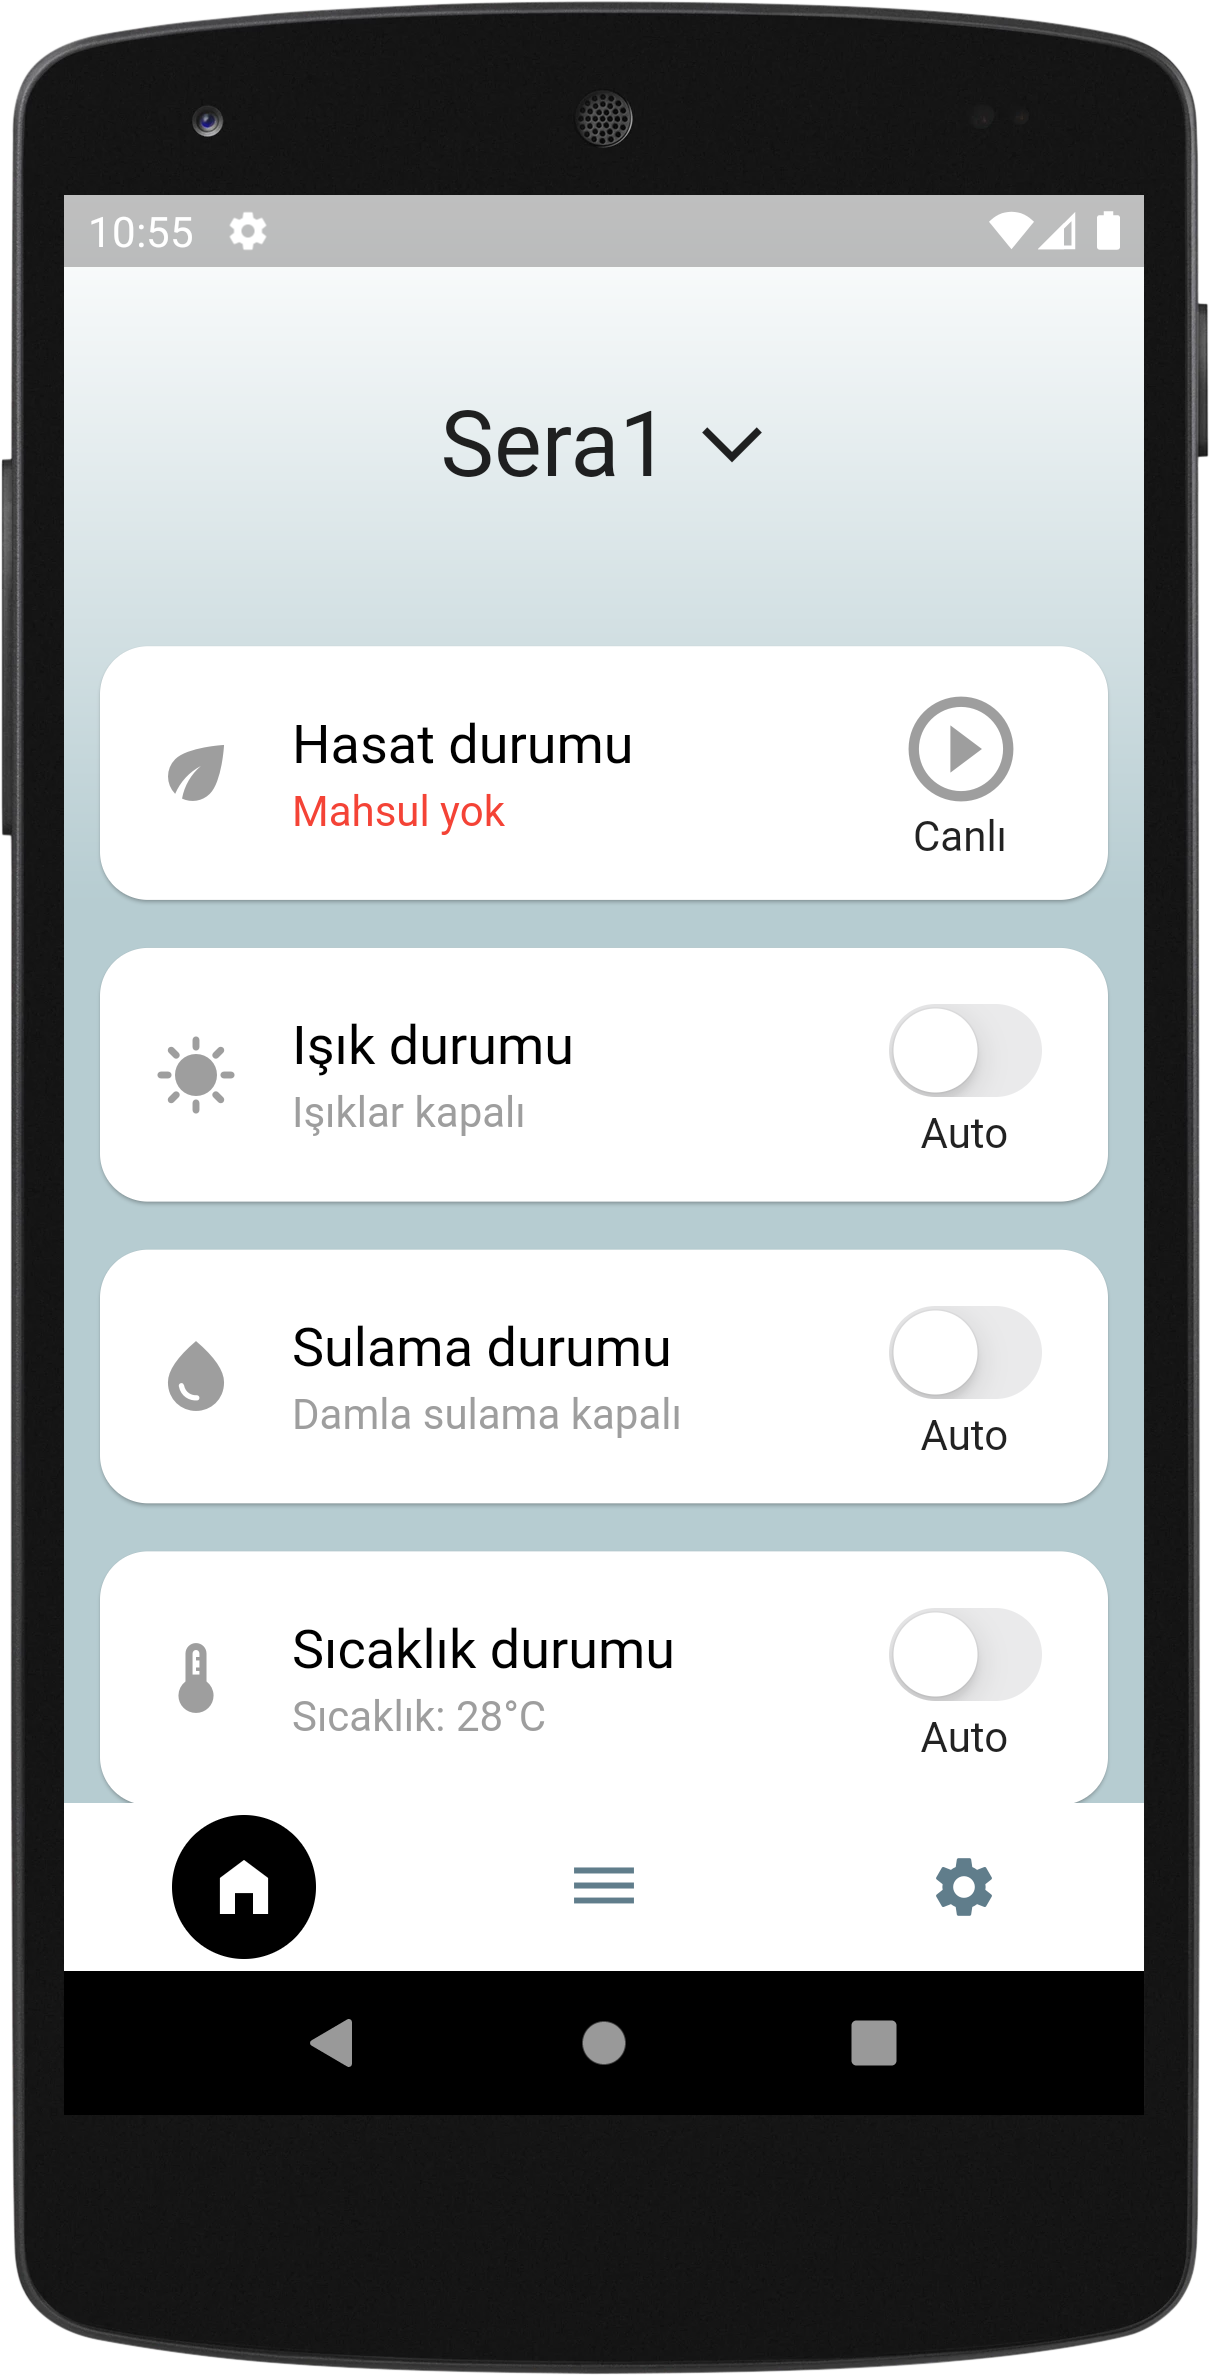 10:55
Sera1
Hasat durumu
Mahsul yok
Canlı
Işık durumu
Işıklar kapalı
Auto
Sulama durumu
Damla sulama kapalı
Auto
Sıcaklık durumu
Sıcaklık: 28°C
Auto